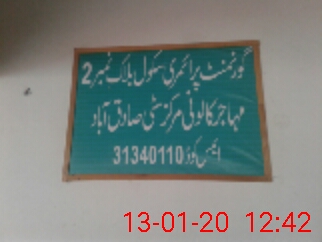 گورنمنٹ پرائمری سکول بلاک نمبر 2
مہاجر کالونی مرکز سٹی صادق آباد
ایمس کوڈ 31340110
13-01-20 12:42